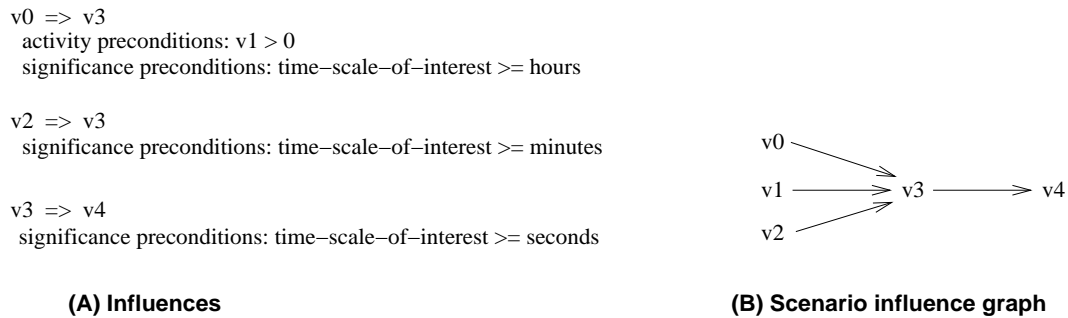 v0 => v3
activity preconditions: v1 > 0
significance preconditions: time−scale−of−interest >= hours
v2 => v3
significance preconditions: time−scale−of−interest >= minutes
v3 => v4
significance preconditions: time−scale−of−interest >= seconds
(A) Influences
v0
v1
v3
v4
v2
(B) Scenario influence graph